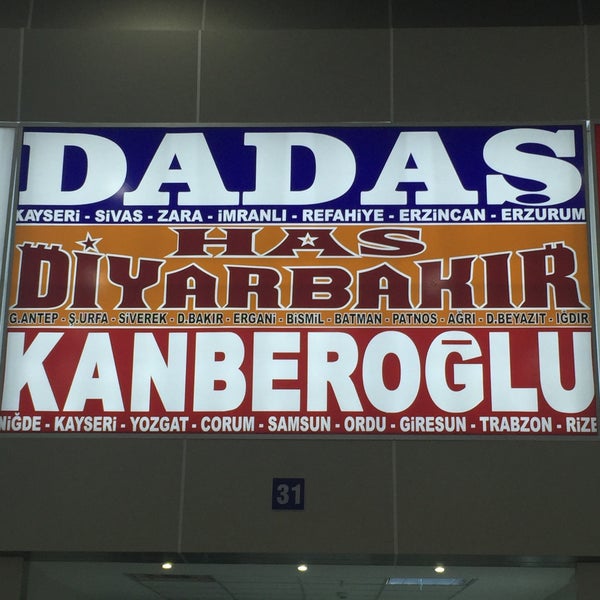 DADAŞ
KAYSERİ - SİVAS - ZARA - İMRANLI - REFAHİYE - ERZİNCAN - ERZURUM
HAS
DİYARBAKIR
G.ANTEP - Ş.URFA - SİVEREK - D.BAKIR - ERGANİ - BİSMİL - BATMAN - PATNOS - AĞRI - D.BEYAZIT - IĞDIR
KANBEROĞLU
NİĞDE - KAYSERİ - YOZGAT - CORUM - SAMSUN - ORDU - GİRESUN - TRABZON - RİZE
31